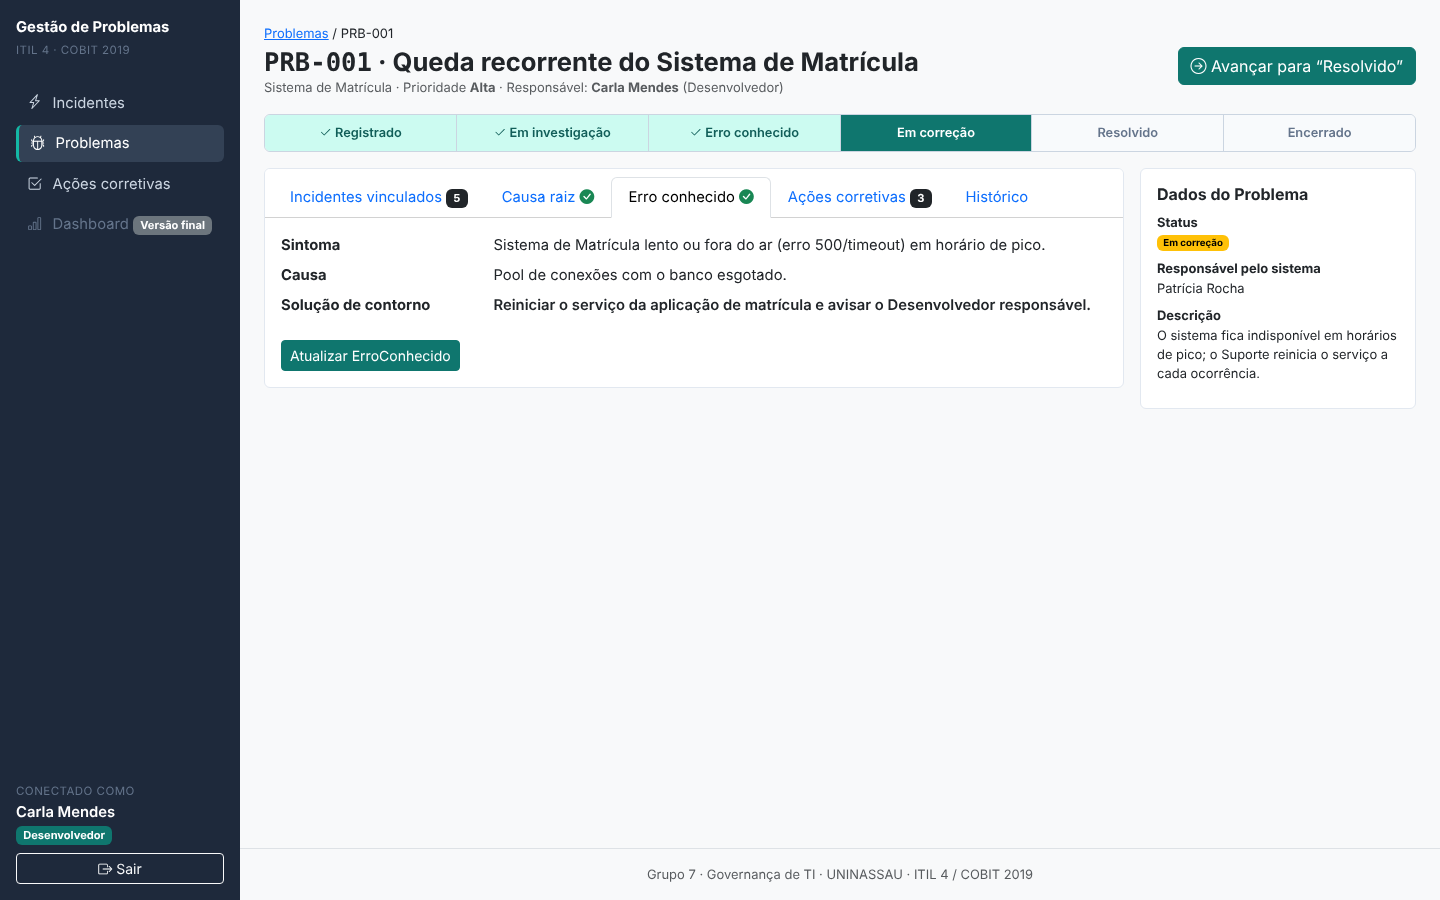 Gestão de Problemas
ITIL 4 · COBIT 2019
Incidentes
Problemas
Ações corretivas
Dashboard Versão final
CONECTADO COMO
Carla Mendes
Desenvolvedor
Sair
Problemas / PRB-001
PRB-001 · Queda recorrente do Sistema de Matrícula
Sistema de Matrícula · Prioridade Alta · Responsável: Carla Mendes (Desenvolvedor)
Avançar para “Resolvido”
Registrado
Em investigação
Erro conhecido
Em correção
Resolvido
Encerrado
Incidentes vinculados 5
Causa raiz
Erro conhecido
Ações corretivas 3
Histórico
Sintoma
Sistema de Matrícula lento ou fora do ar (erro 500/timeout) em horário de pico.
Causa
Pool de conexões com o banco esgotado.
Solução de contorno
Reiniciar o serviço da aplicação de matrícula e avisar o Desenvolvedor responsável.
Atualizar ErroConhecido
Dados do Problema
Status
Em correção
Responsável pelo sistema
Patrícia Rocha
Descrição
O sistema fica indisponível em horários
de pico; o Suporte reinicia o serviço a
cada ocorrência.
Grupo 7 · Governança de TI · UNINASSAU · ITIL 4 / COBIT 2019